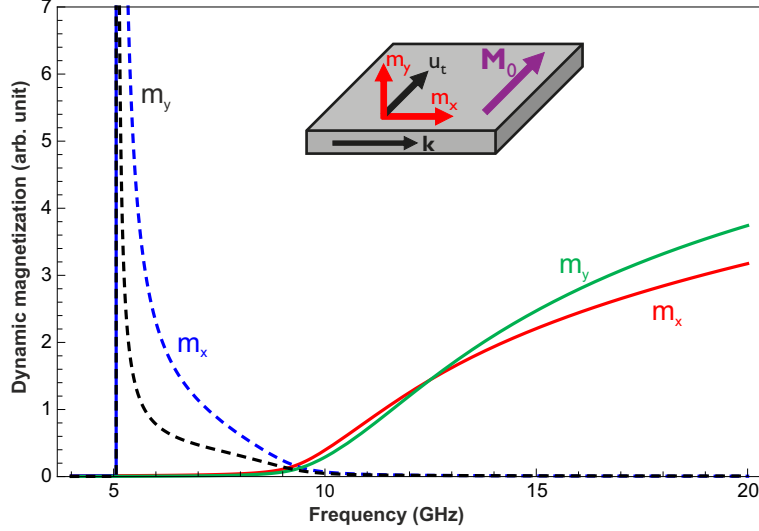 7
6
5
4
3
2
1
0
Dynamic magnetization (arb. unit)
m_y
m_x
m_y
u_t
m_x
M_0
k
m_y
m_x
5
10
15
20
Frequency (GHz)